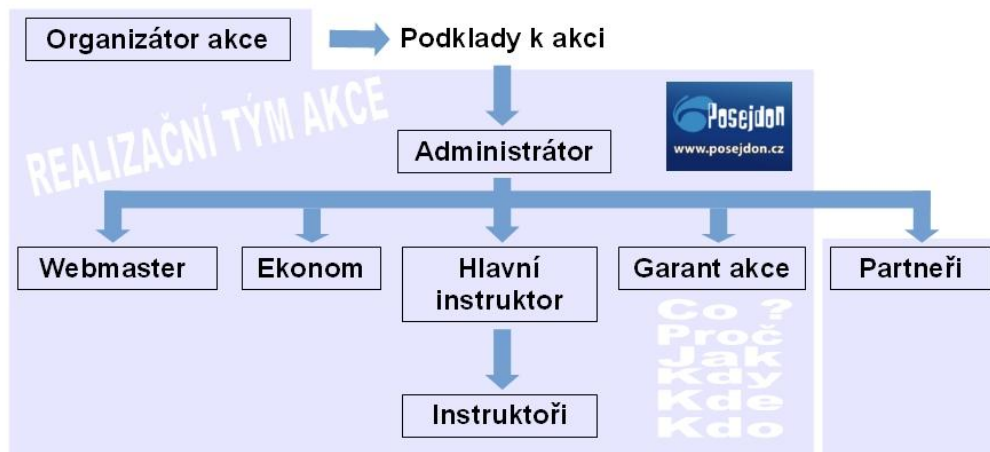 Organizátor akce
Podklady k akci
REALIZAČNÍ TÝM AKCE
Posejdon
www.posejdon.cz
Administrátor
Webmaster
Ekonom
Hlavní
instruktor
Garant akce
Partneři
Co ?
Proč
Jak
Kdy
Kde
Kdo
Instruktoři